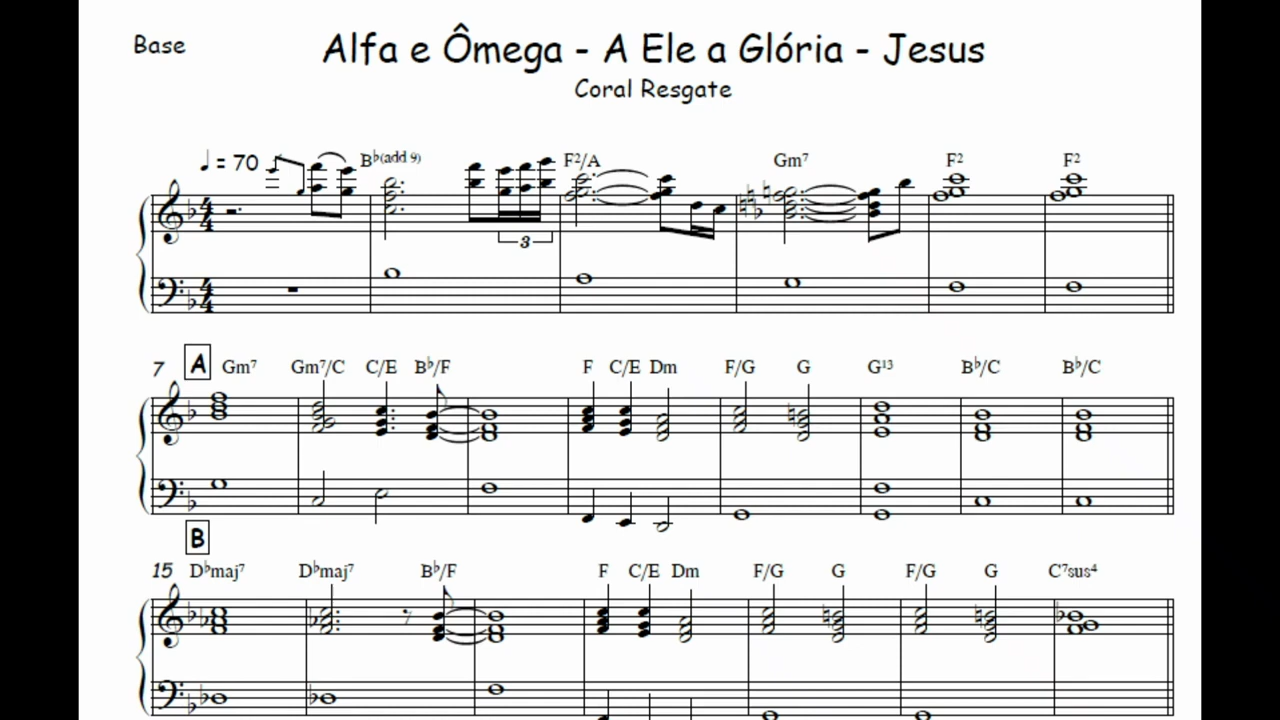 Base
Alfa e Ômega - A Ele a Glória - Jesus
Coral Resgate
♩ = 70 B♭(add 9) F²/A Gm⁷ F² F²
3
7 A Gm⁷ Gm⁷/C C/E B♭/F F C/E Dm F/G G G¹³ B♭/C B♭/C
B
15 D♭maj⁷ D♭maj⁷ B♭/F F C/E Dm F/G G F/G G C⁷sus⁴